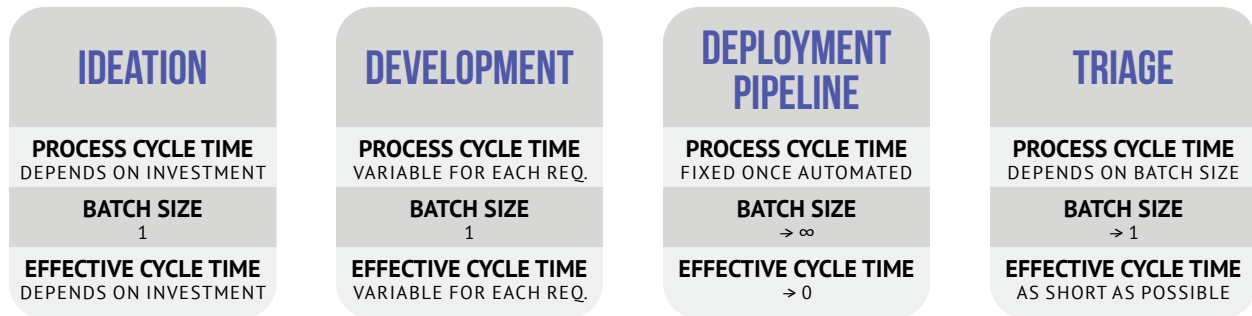 IDEATION
PROCESS CYCLE TIME
DEPENDS ON INVESTMENT
BATCH SIZE
1
EFFECTIVE CYCLE TIME
DEPENDS ON INVESTMENT
DEVELOPMENT
PROCESS CYCLE TIME
VARIABLE FOR EACH REQ.
BATCH SIZE
1
EFFECTIVE CYCLE TIME
VARIABLE FOR EACH REQ.
DEPLOYMENT
PIPELINE
PROCESS CYCLE TIME
FIXED ONCE AUTOMATED
BATCH SIZE
→ ∞
EFFECTIVE CYCLE TIME
→ 0
TRIAGE
PROCESS CYCLE TIME
DEPENDS ON BATCH SIZE
BATCH SIZE
→ 1
EFFECTIVE CYCLE TIME
AS SHORT AS POSSIBLE